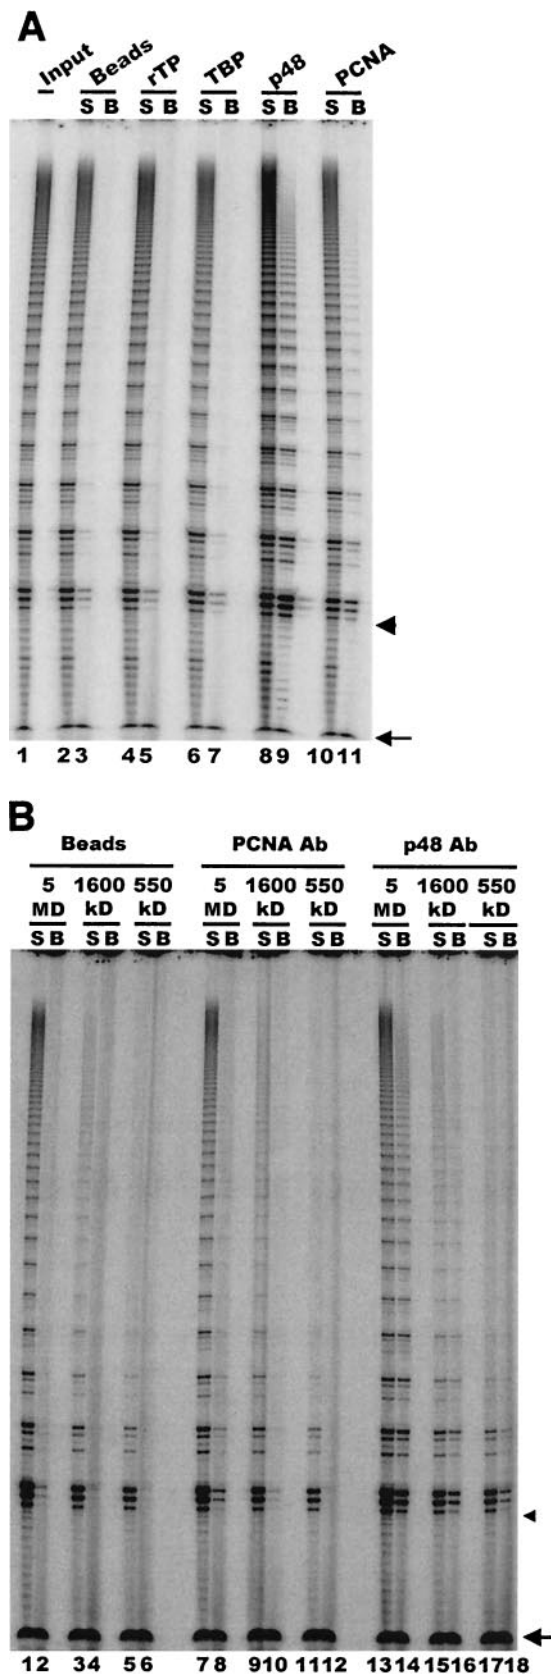 A
Input Beads rTP TBP p48 PCNA
S B S B S B S B S B
1 2 3 4 5 6 7 8 9 10 11
B
Beads PCNA Ab p48 Ab
5 1600 550 5 1600 550 5 1600 550
MD kD kD MD kD kD MD kD kD
S B S B S B S B S B S B S B S B S B
1 2 3 4 5 6 7 8 9 10 11 12 13 14 15 16 17 18